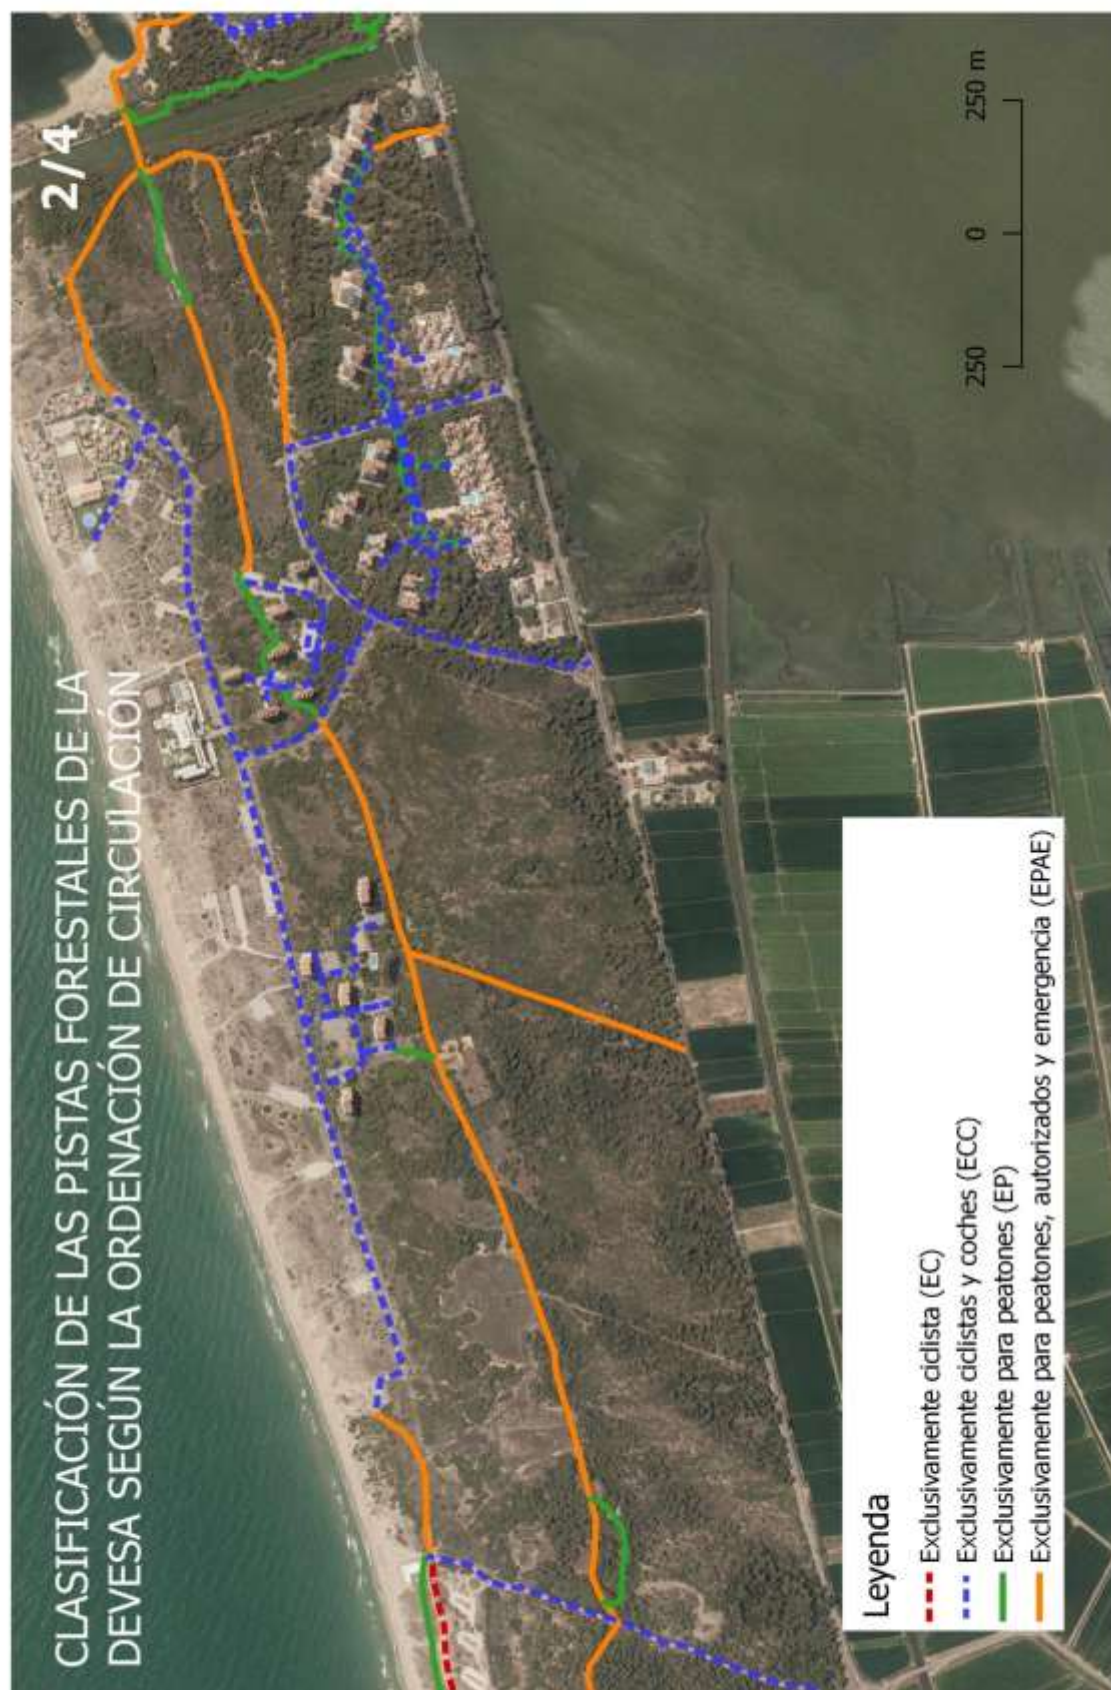 CLASIFICACIÓN DE LAS PISTAS FORESTALES DE LA
DEVESA SEGÚN LA ORDENACIÓN DE CIRCULACIÓN
2/4
Leyenda
Exclusivamente ciclista (EC)
Exclusivamente ciclistas y coches (ECC)
Exclusivamente para peatones (EP)
Exclusivamente para peatones, autorizados y emergencia (EPAE)
250 0 250 m